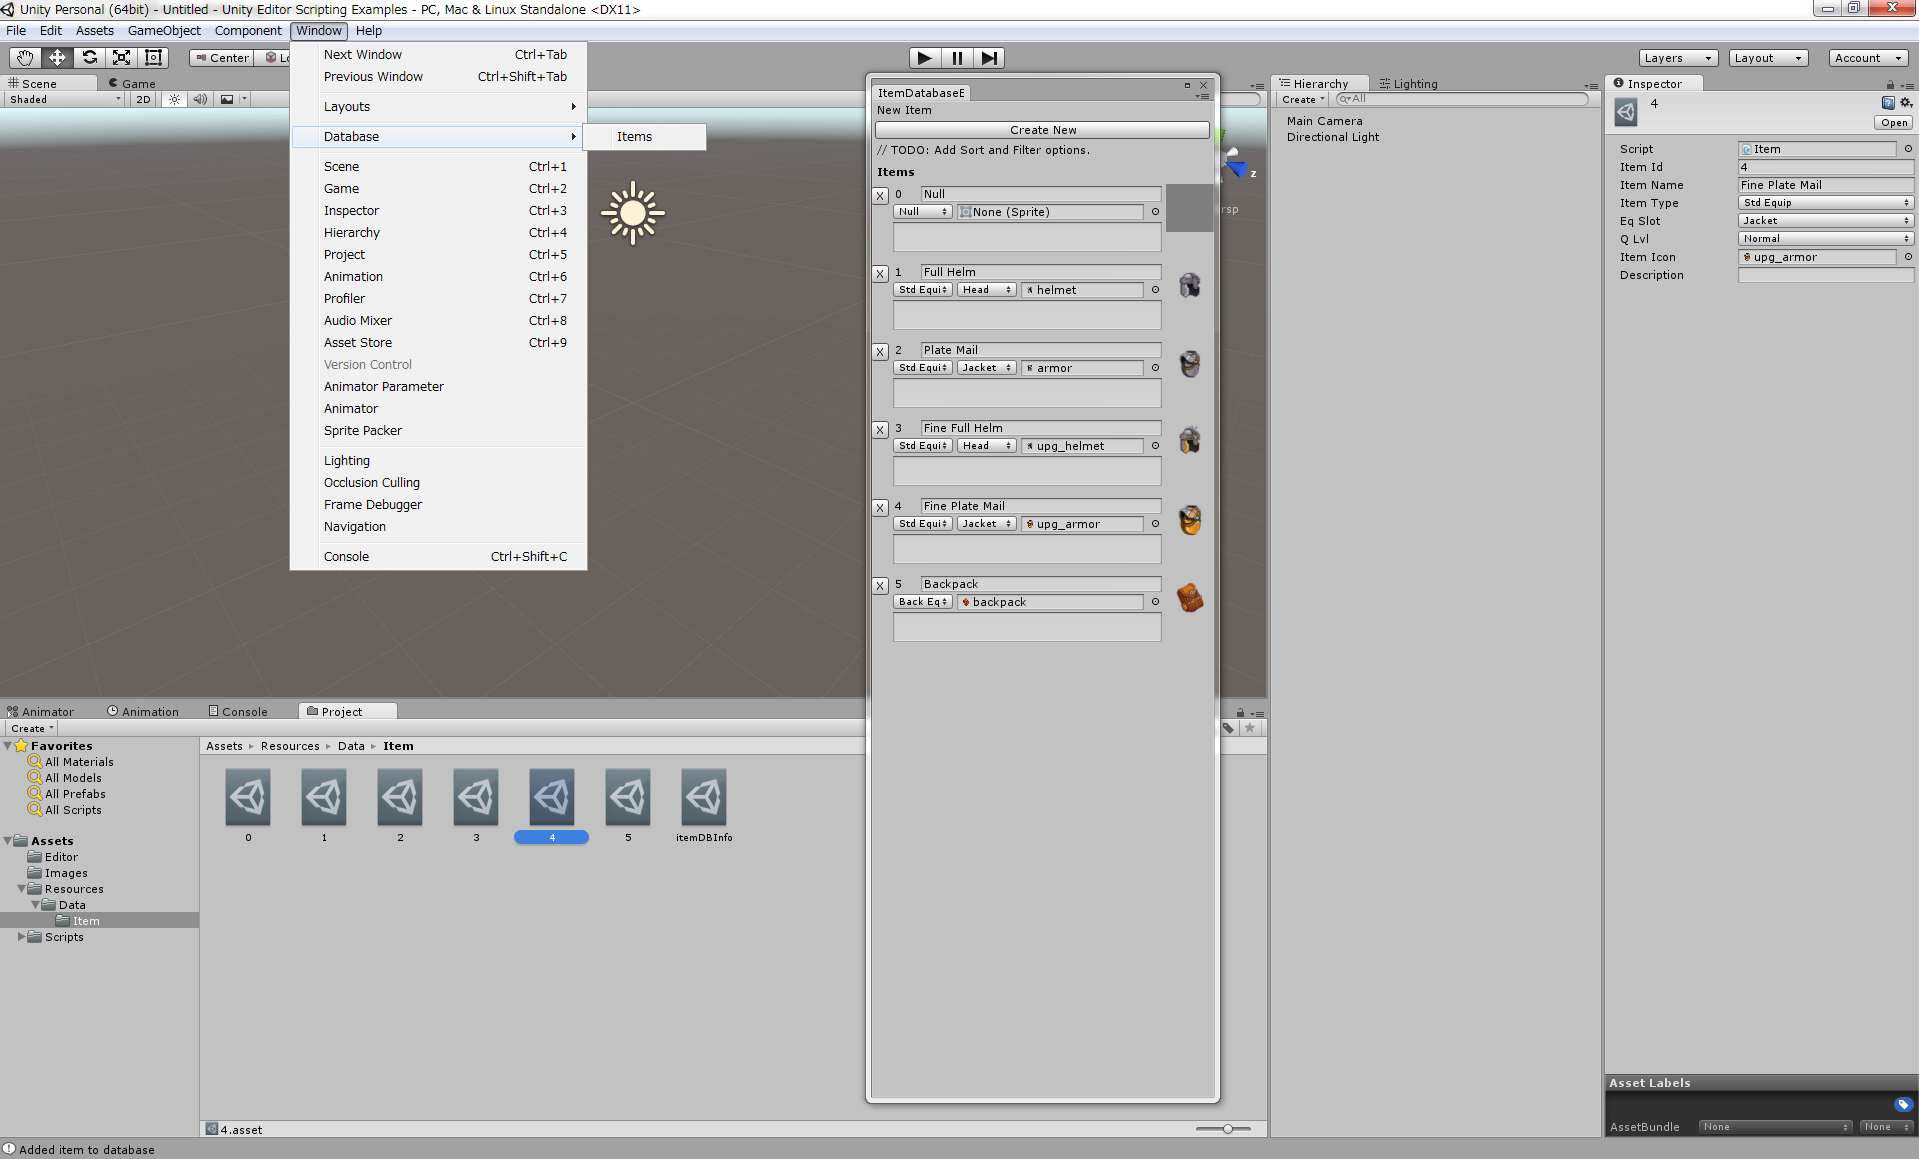 Unity Personal (64bit) - Untitled - Unity Editor Scripting Examples - PC, Mac & Linux Standalone <DX11>
File Edit Assets GameObject Component Window Help
Center Lo
Layers Layout Account
Scene Game
Shaded 2D
Next Window Ctrl+Tab
Previous Window Ctrl+Shift+Tab
Layouts
Database
Items
Scene Ctrl+1
Game Ctrl+2
Inspector Ctrl+3
Hierarchy Ctrl+4
Project Ctrl+5
Animation Ctrl+6
Profiler Ctrl+7
Audio Mixer Ctrl+8
Asset Store Ctrl+9
Version Control
Animator Parameter
Animator
Sprite Packer
Lighting
Occlusion Culling
Frame Debugger
Navigation
Console Ctrl+Shift+C
z
rsp
ItemDatabaseE
New Item
Create New
// TODO: Add Sort and Filter options.
Items
X 0 Null
Null None (Sprite)
X 1 Full Helm
Std Equi Head helmet
X 2 Plate Mail
Std Equi Jacket armor
X 3 Fine Full Helm
Std Equi Head upg_helmet
X 4 Fine Plate Mail
Std Equi Jacket upg_armor
X 5 Backpack
Back Eq backpack
Hierarchy Lighting
Create All
Main Camera
Directional Light
Inspector
4
Open
Script Item
Item Id 4
Item Name Fine Plate Mail
Item Type Std Equip
Eq Slot Jacket
Q Lvl Normal
Item Icon upg_armor
Description
Animator Animation Console Project
Create
Favorites
All Materials
All Models
All Prefabs
All Scripts
Assets
Editor
Images
Resources
Data
Item
Scripts
Assets Resources Data Item
0 1 2 3 4 5 itemDBInfo
4.asset
Asset Labels
AssetBundle None None
Added item to database